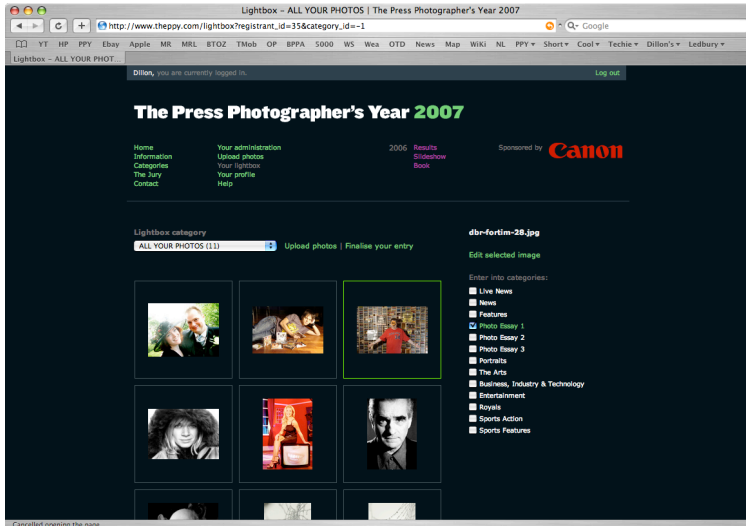 Lightbox – ALL YOUR PHOTOS | The Press Photographer's Year 2007
http://www.theppy.com/lightbox?registrant_id=35&category_id=-1
Google
YT HP PPY Ebay Apple MR MRL BTOZ TMob OP BPPA 5000 WS Wea OTD News Map WiKi NL PPY Short Cool Techie Dillon's Ledbury
Lightbox – ALL YOUR PHOT...
Dillon, you are currently logged in.
Log out
The Press Photographer's Year 2007
Home
Information
Categories
The Jury
Contact
Your administration
Upload photos
Your lightbox
Your profile
Help
2006
Results
Slideshow
Book
Sponsored by Canon
Lightbox category
ALL YOUR PHOTOS (11)
Upload photos | Finalise your entry
dbr-fortim-28.jpg
Edit selected image
Enter into categories:
Live News
News
Features
Photo Essay 1
Photo Essay 2
Photo Essay 3
Portraits
The Arts
Business, Industry & Technology
Entertainment
Royals
Sports Action
Sports Features
Cancelled opening the page